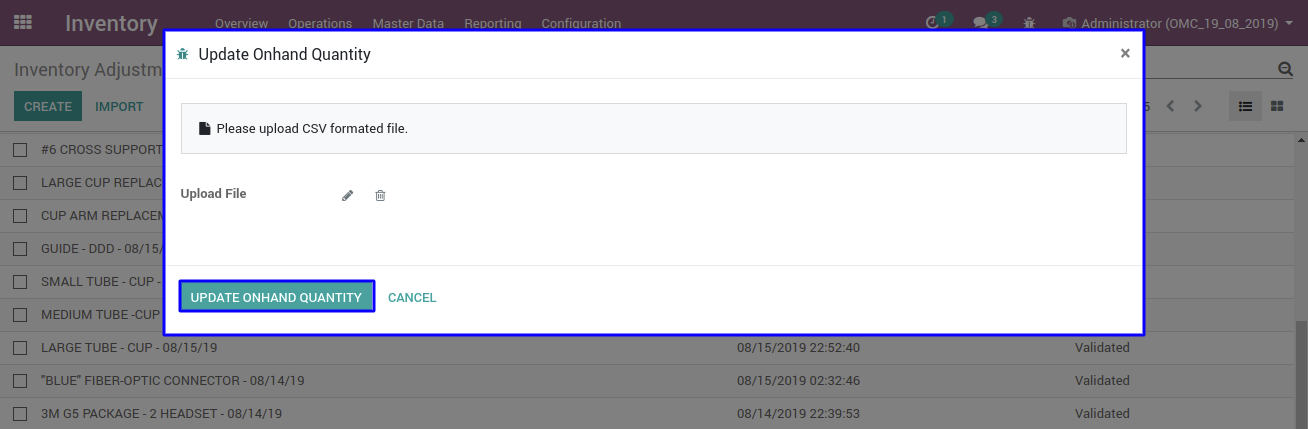 Inventory Overview Operations Master Data Reporting Configuration 1 3 Administrator (OMC_19_08_2019)
Update Onhand Quantity ×
Inventory Adjustm
CREATE IMPORT 5
Please upload CSV formated file.
#6 CROSS SUPPORT
LARGE CUP REPLAC
Upload File
CUP ARM REPLACEM
GUIDE - DDD - 08/15/
SMALL TUBE - CUP -
UPDATE ONHAND QUANTITY CANCEL
MEDIUM TUBE -CUP
LARGE TUBE - CUP - 08/15/19 08/15/2019 22:52:40 Validated
"BLUE" FIBER-OPTIC CONNECTOR - 08/14/19 08/15/2019 02:32:46 Validated
3M G5 PACKAGE - 2 HEADSET - 08/14/19 08/14/2019 22:39:53 Validated